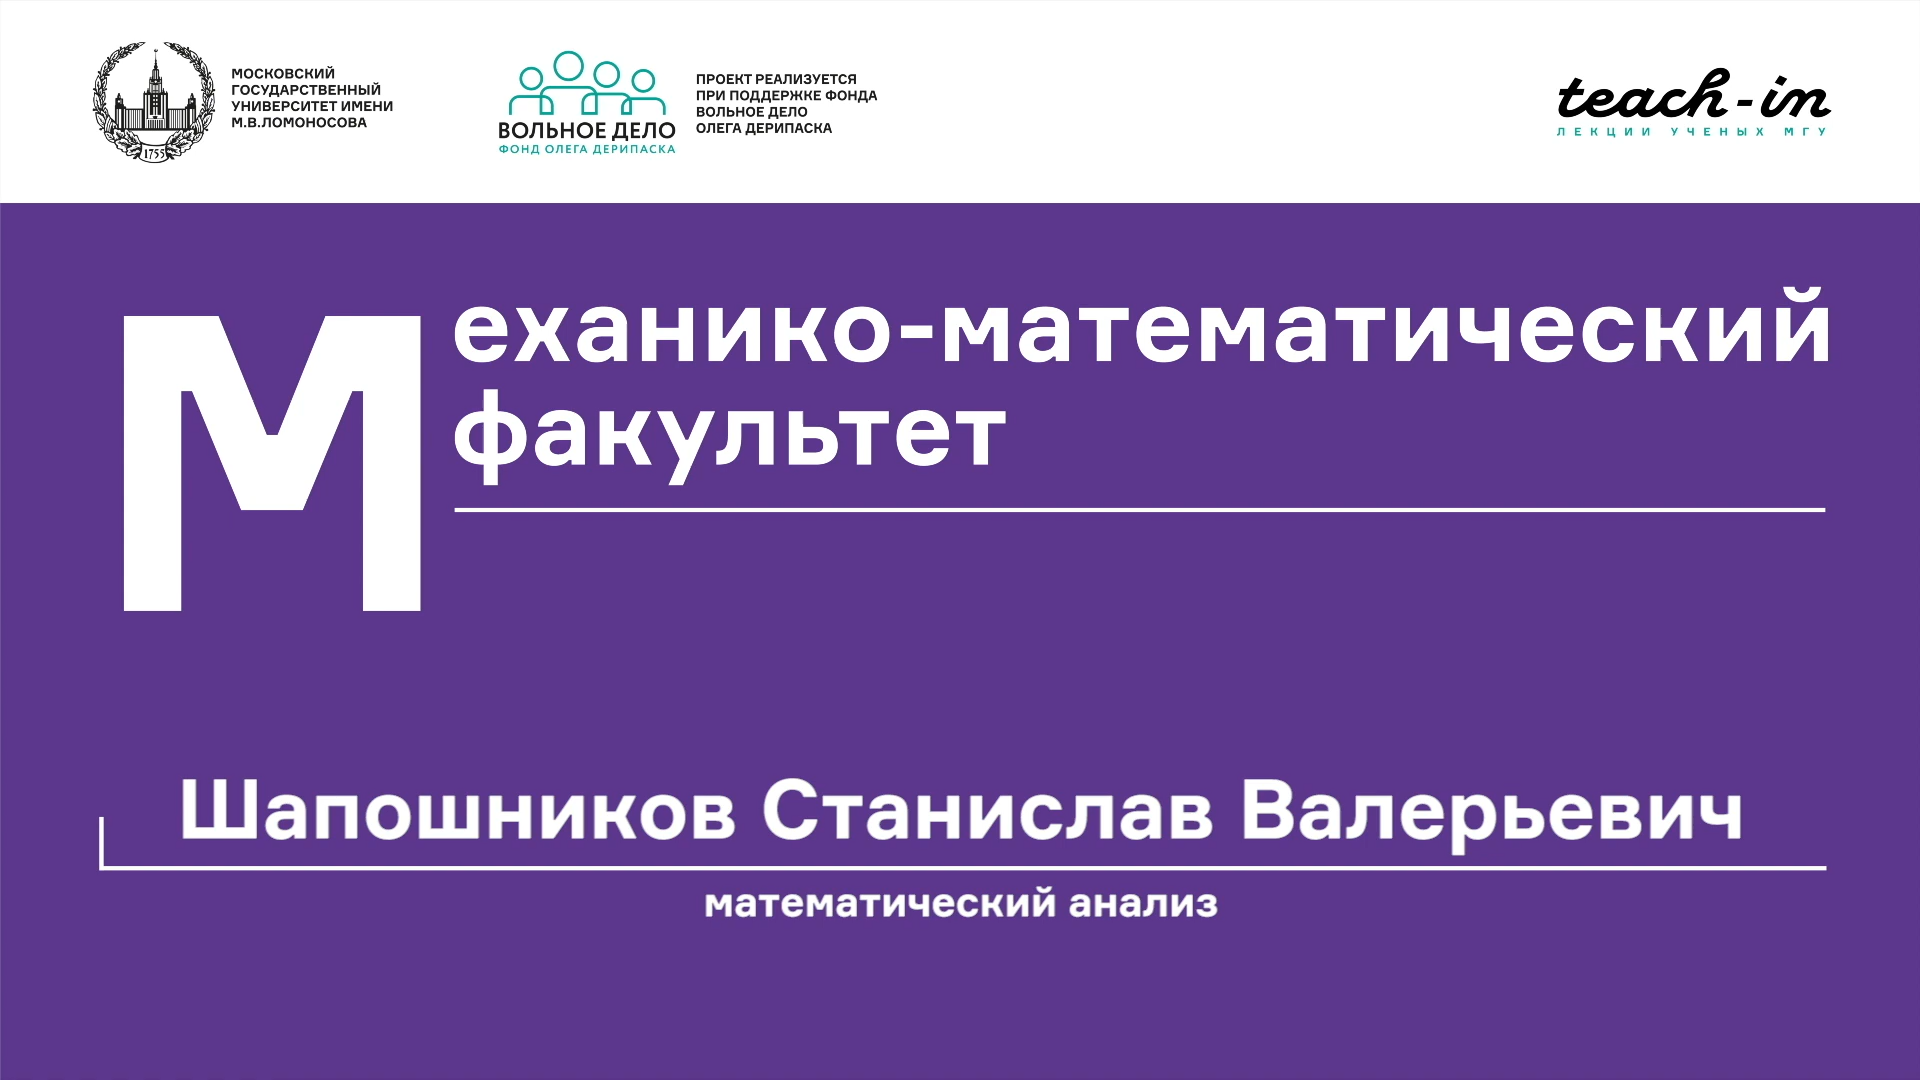 МОСКОВСКИЙ
ГОСУДАРСТВЕННЫЙ
УНИВЕРСИТЕТ ИМЕНИ
М.В.ЛОМОНОСОВА
1755
ВОЛЬНОЕ ДЕЛО
ФОНД ОЛЕГА ДЕРИПАСКА
ПРОЕКТ РЕАЛИЗУЕТСЯ
ПРИ ПОДДЕРЖКЕ ФОНДА
ВОЛЬНОЕ ДЕЛО
ОЛЕГА ДЕРИПАСКА
teach-in
ЛЕКЦИИ УЧЕНЫХ МГУ
Механико-математический
факультет
Шапошников Станислав Валерьевич
математический анализ